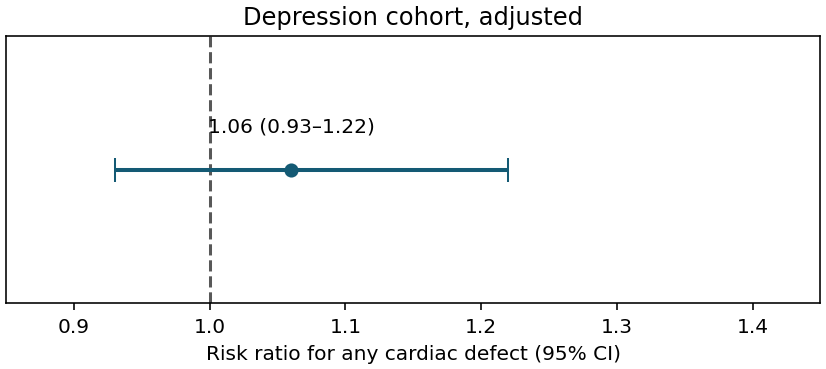 Depression cohort, adjusted
1.06 (0.93–1.22)
0.9 1.0 1.1 1.2 1.3 1.4
Risk ratio for any cardiac defect (95% CI)